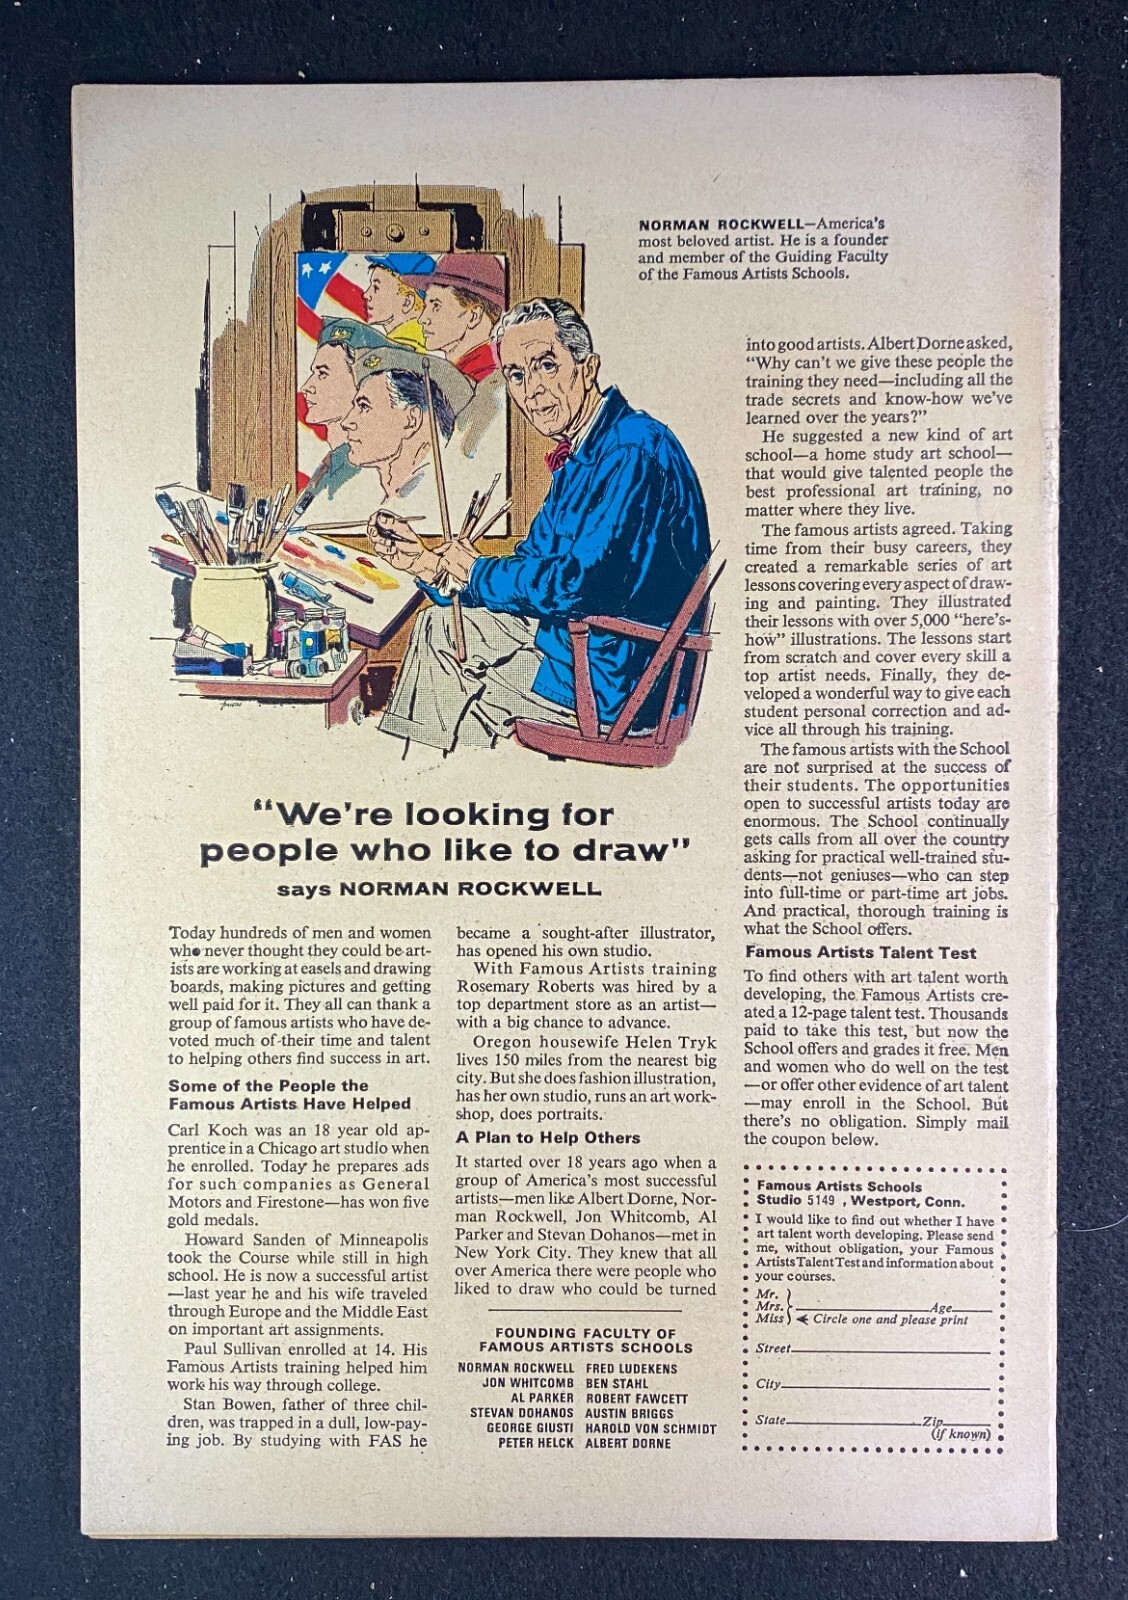 NORMAN ROCKWELL—America's
most beloved artist. He is a founder
and member of the Guiding Faculty
of the Famous Artists Schools.
"We're looking for
people who like to draw"
says NORMAN ROCKWELL
Today hundreds of men and women
who never thought they could be art-
ists are working at easels and drawing
boards, making pictures and getting
well paid for it. They all can thank a
group of famous artists who have de-
voted much of their time and talent
to helping others find success in art.
Some of the People the
Famous Artists Have Helped
Carl Koch was an 18 year old ap-
prentice in a Chicago art studio when
he enrolled. Today he prepares ads
for such companies as General
Motors and Firestone—has won five
gold medals.
Howard Sanden of Minneapolis
took the Course while still in high
school. He is now a successful artist
—last year he and his wife traveled
through Europe and the Middle East
on important art assignments.
Paul Sullivan enrolled at 14. His
Famous Artists training helped him
work his way through college.
Stan Bowen, father of three chil-
dren, was trapped in a dull, low-pay-
ing job. By studying with FAS he
became a sought-after illustrator,
has opened his own studio.
With Famous Artists training
Rosemary Roberts was hired by a
top department store as an artist—
with a big chance to advance.
Oregon housewife Helen Tryk
lives 150 miles from the nearest big
city. But she does fashion illustration,
has her own studio, runs an art work-
shop, does portraits.
A Plan to Help Others
It started over 18 years ago when a
group of America's most successful
artists—men like Albert Dorne, Nor-
man Rockwell, Jon Whitcomb, Al
Parker and Stevan Dohanos—met in
New York City. They knew that all
over America there were people who
liked to draw who could be turned
FOUNDING FACULTY OF
FAMOUS ARTISTS SCHOOLS
NORMAN ROCKWELL FRED LUDEKENS
JON WHITCOMB BEN STAHL
AL PARKER ROBERT FAWCETT
STEVAN DOHANOS AUSTIN BRIGGS
GEORGE GIUSTI HAROLD VON SCHMIDT
PETER HELCK ALBERT DORNE
into good artists. Albert Dorne asked,
"Why can't we give these people the
training they need—including all the
trade secrets and know-how we've
learned over the years?"
He suggested a new kind of art
school—a home study art school—
that would give talented people the
best professional art training, no
matter where they live.
The famous artists agreed. Taking
time from their busy careers, they
created a remarkable series of art
lessons covering every aspect of draw-
ing and painting. They illustrated
their lessons with over 5,000 "here's-
how" illustrations. The lessons start
from scratch and cover every skill a
top artist needs. Finally, they de-
veloped a wonderful way to give each
student personal correction and ad-
vice all through his training.
The famous artists with the School
are not surprised at the success of
their students. The opportunities
open to successful artists today are
enormous. The School continually
gets calls from all over the country
asking for practical well-trained stu-
dents—not geniuses—who can step
into full-time or part-time art jobs.
And practical, thorough training is
what the School offers.
Famous Artists Talent Test
To find others with art talent worth
developing, the Famous Artists cre-
ated a 12-page talent test. Thousands
paid to take this test, but now the
School offers and grades it free. Men
and women who do well on the test
—or offer other evidence of art talent
—may enroll in the School. But
there's no obligation. Simply mail
the coupon below.
Famous Artists Schools
Studio 5149 , Westport, Conn.
I would like to find out whether I have
art talent worth developing. Please send
me, without obligation, your Famous
Artists Talent Test and information about
your courses.
Mr.
Mrs. Age
Miss Circle one and please print
Street
City
State Zip
(if known)